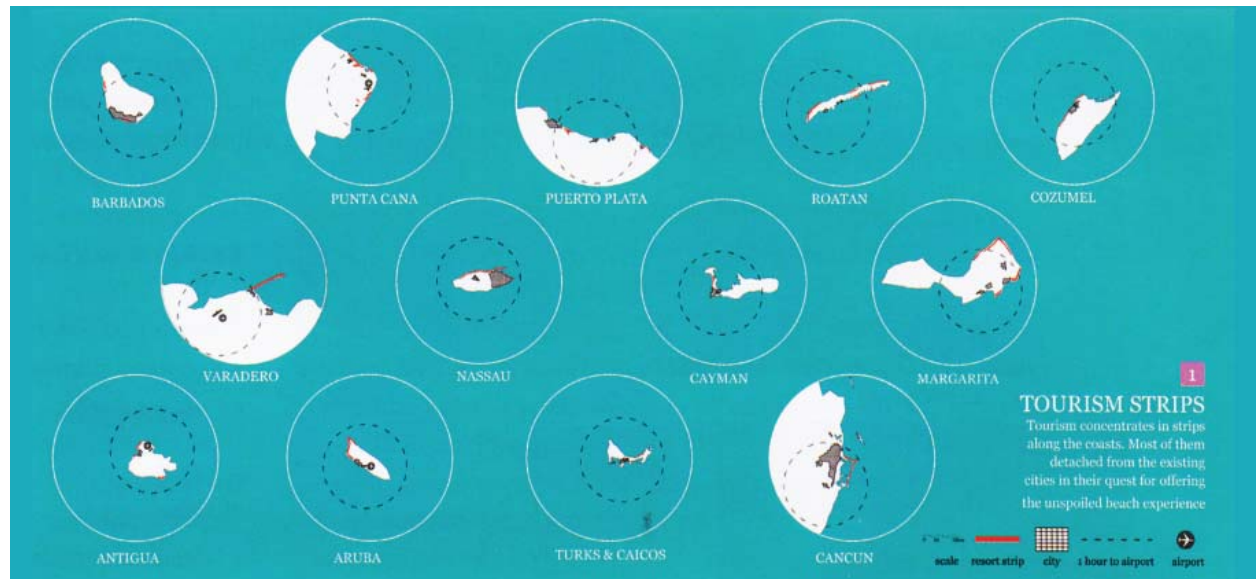 BARBADOS
PUNTA CANA
PUERTO PLATA
ROATAN
COZUMEL
VARADERO
NASSAU
CAYMAN
MARGARITA
1
TOURISM STRIPS
Tourism concentrates in strips
along the coasts. Most of them
detached from the existing
cities in their quest for offering
the unspoiled beach experience
ANTIGUA
ARUBA
TURKS & CAICOS
CANCUN
scale resort strip city 1 hour to airport airport